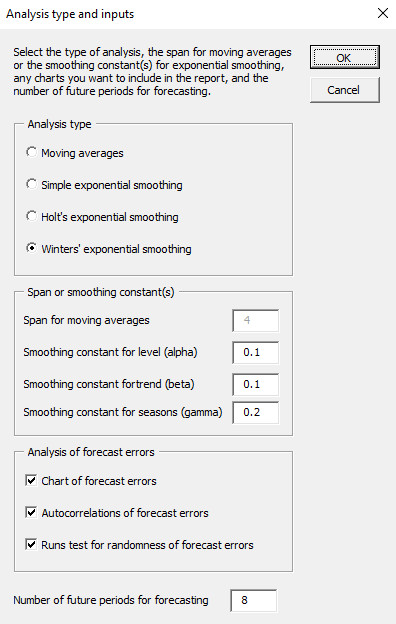 Analysis type and inputs
Select the type of analysis, the span for moving averages
or the smoothing constant(s) for exponential smoothing,
any charts you want to include in the report, and the
number of future periods for forecasting.
OK
Cancel
Analysis type
Moving averages
Simple exponential smoothing
Holt's exponential smoothing
Winters' exponential smoothing
Span or smoothing constant(s)
Span for moving averages 4
Smoothing constant for level (alpha) 0.1
Smoothing constant fortrend (beta) 0.1
Smoothing constant for seasons (gamma) 0.2
Analysis of forecast errors
Chart of forecast errors
Autocorrelations of forecast errors
Runs test for randomness of forecast errors
Number of future periods for forecasting 8